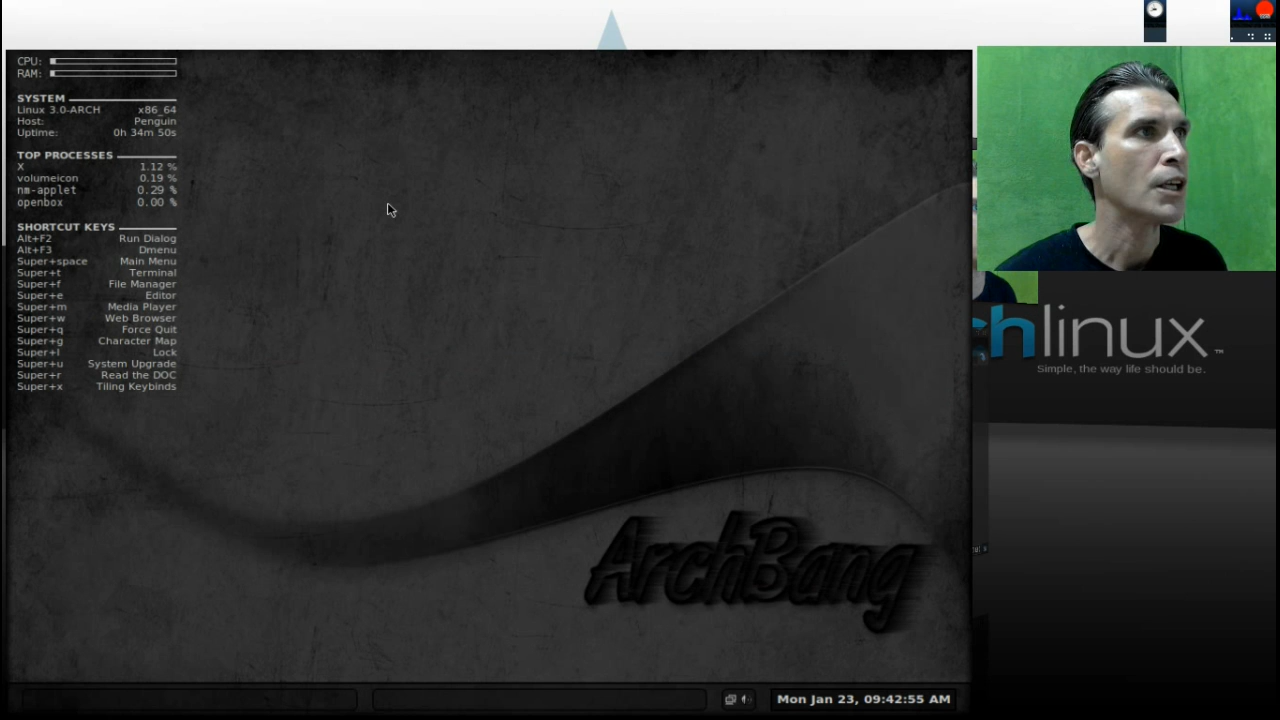 CPU:
RAM:
SYSTEM
Linux 3.0-ARCH x86_64
Host: Penguin
Uptime: 0h 34m 50s
TOP PROCESSES
X 1.12 %
volumeicon 0.19 %
nm-applet 0.29 %
openbox 0.00 %
SHORTCUT KEYS
Alt+F2 Run Dialog
Alt+F3 Dmenu
Super+space Main Menu
Super+t Terminal
Super+f File Manager
Super+e Editor
Super+m Media Player
Super+w Web Browser
Super+q Force Quit
Super+g Character Map
Super+l Lock
Super+u System Upgrade
Super+r Read the DOC
Super+x Tiling Keybinds
hlinux™
Simple, the way life should be.
ArchBang
Mon Jan 23, 09:42:55 AM